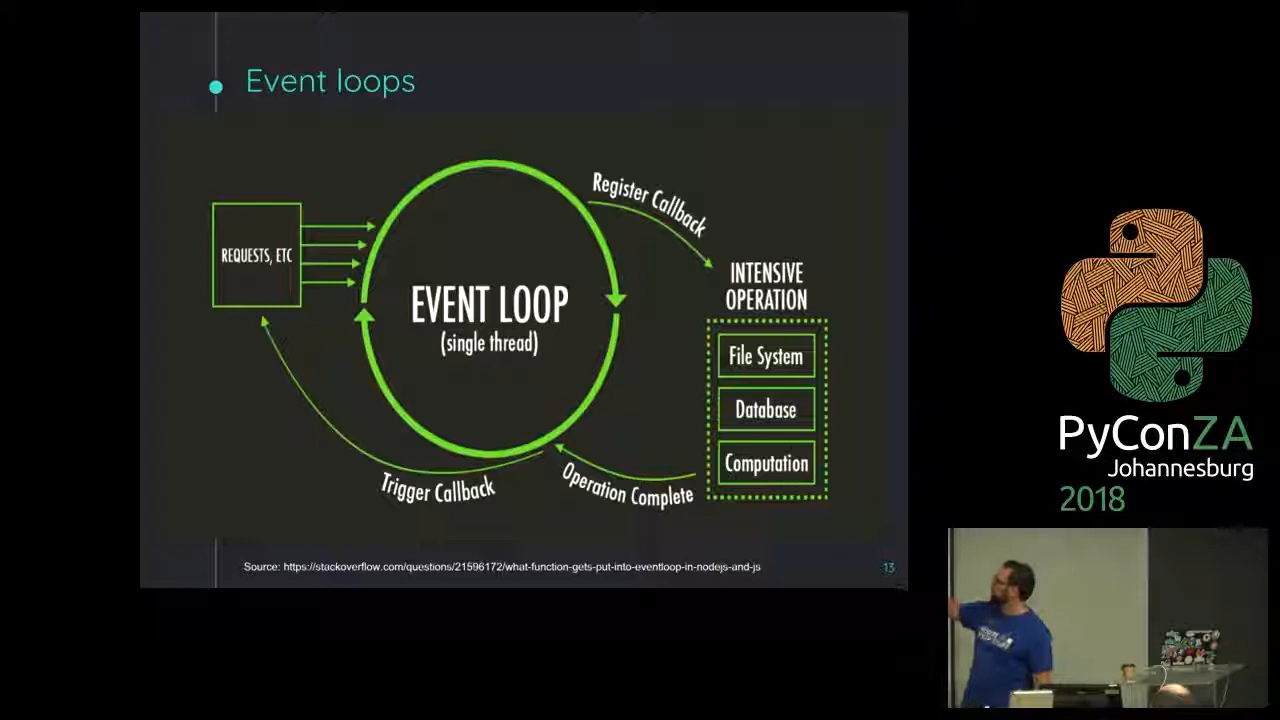 Event loops
REQUESTS, ETC
EVENT LOOP
(single thread)
Register Callback
INTENSIVE
OPERATION
File System
Database
Computation
Operation Complete
Trigger Callback
Source: https://stackoverflow.com/questions/21596172/what-function-gets-put-into-eventloop-in-nodejs-and-js
13
PyConZA
Johannesburg
2018